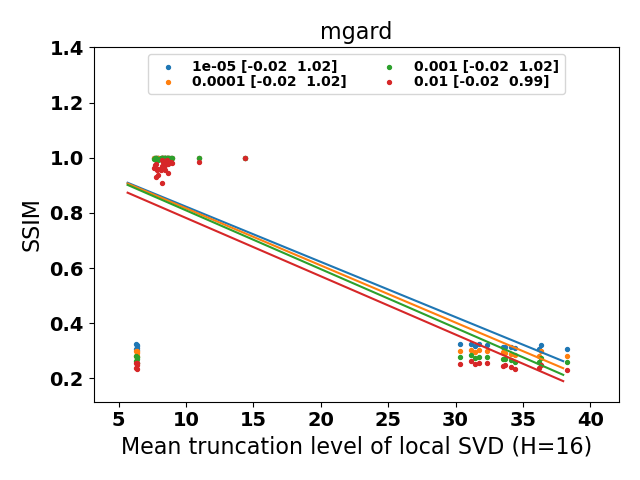 mgard
1.4
1e-05 [-0.02  1.02]
0.0001 [-0.02  1.02]
0.001 [-0.02  1.02]
0.01 [-0.02  0.99]
1.2
1.0
0.8
0.6
0.4
0.2
SSIM
5 10 15 20 25 30 35 40
Mean truncation level of local SVD (H=16)